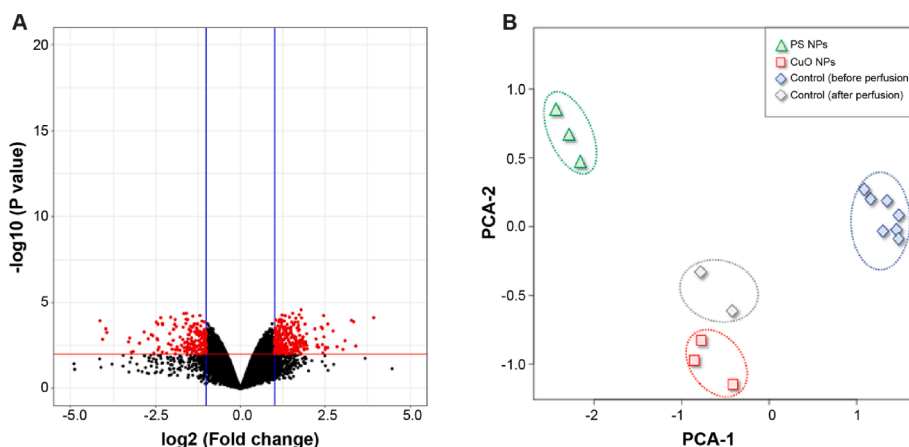 A
20
15
10
5
0
-log10 (P value)
-5.0
-2.5
0.0
2.5
5.0
log2 (Fold change)
B
PS NPs
CuO NPs
Control (before perfusion)
Control (after perfusion)
1.0
0.5
0.0
-0.5
-1.0
PCA-2
-2
-1
0
1
PCA-1